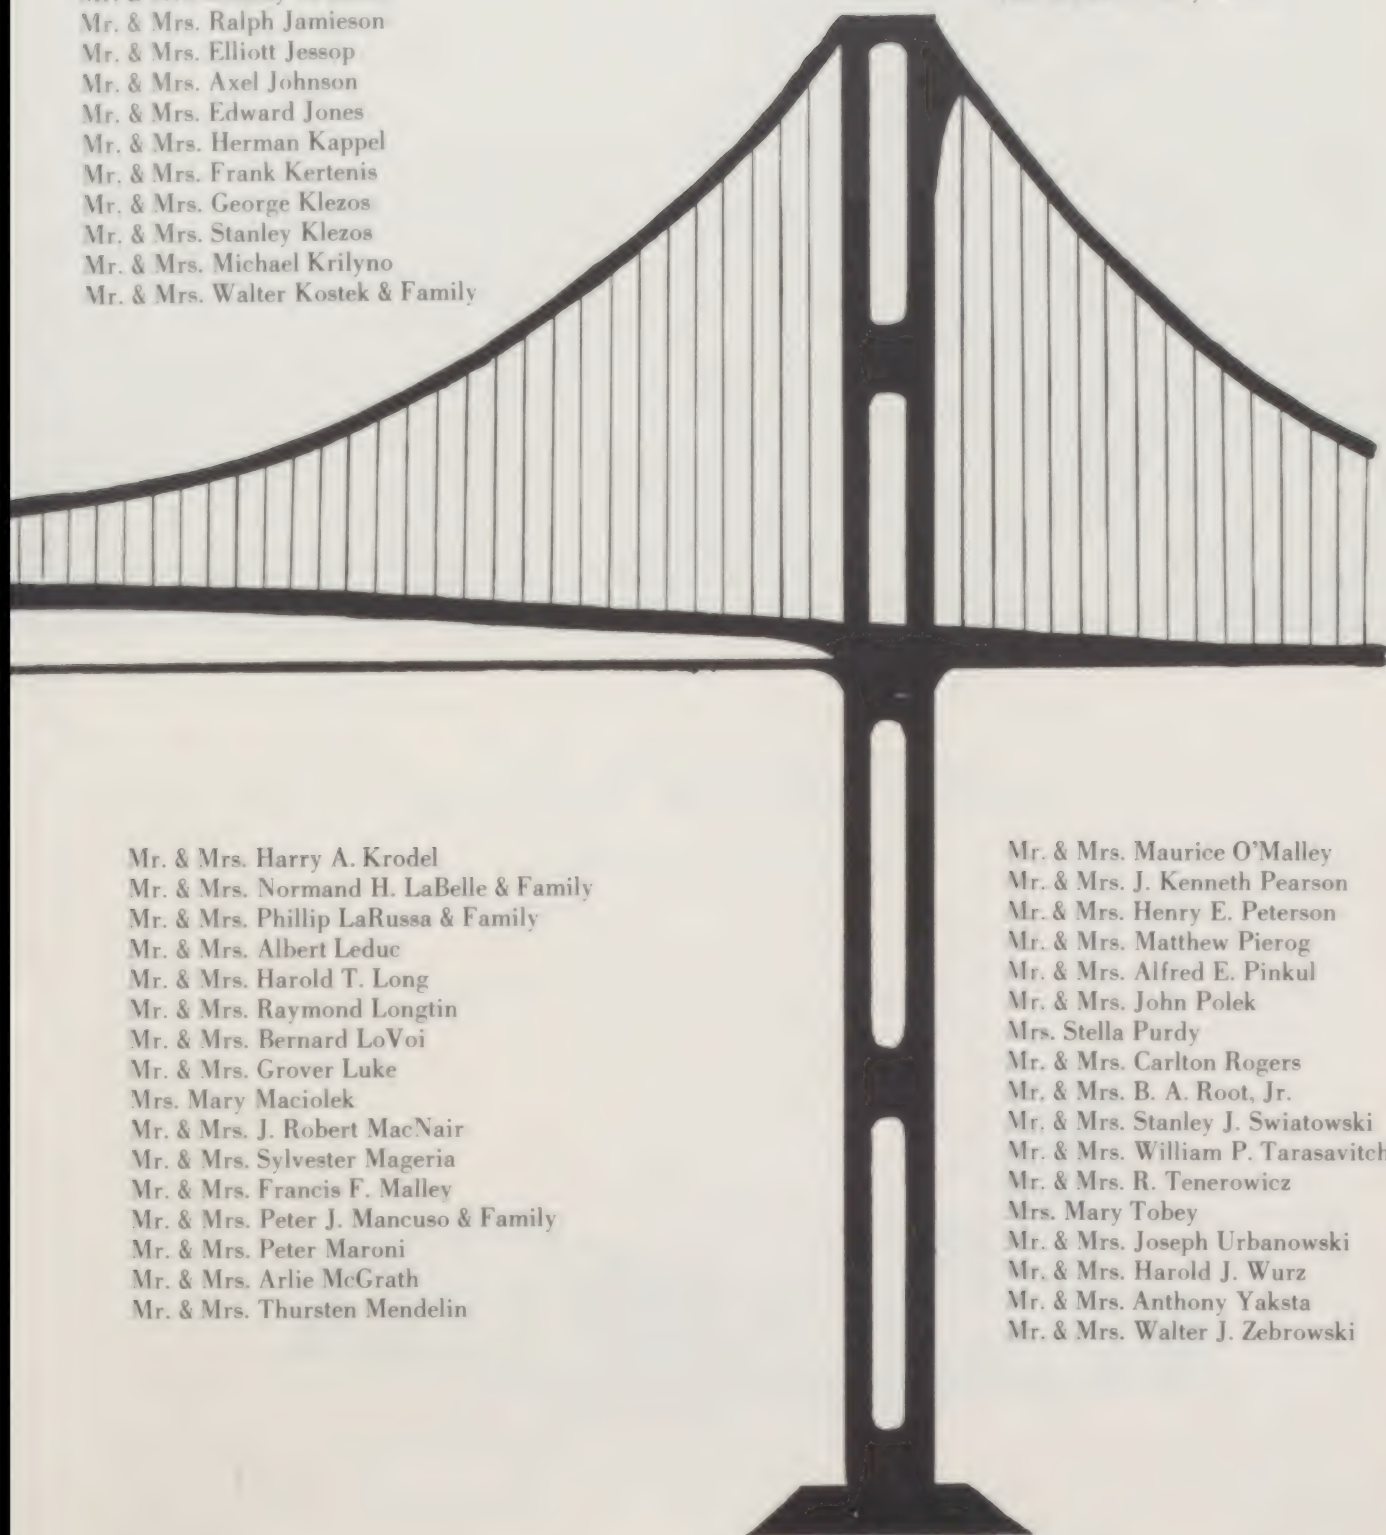 Mr. & Mrs. Ralph Jamieson
Mr. & Mrs. Elliott Jessop
Mr. & Mrs. Axel Johnson
Mr. & Mrs. Edward Jones
Mr. & Mrs. Herman Kappel
Mr. & Mrs. Frank Kertenis
Mr. & Mrs. George Klezos
Mr. & Mrs. Stanley Klezos
Mr. & Mrs. Michael Krilyno
Mr. & Mrs. Walter Kostek & Family
Mr. & Mrs. Harry A. Krodel
Mr. & Mrs. Normand H. LaBelle & Family
Mr. & Mrs. Phillip LaRussa & Family
Mr. & Mrs. Albert Leduc
Mr. & Mrs. Harold T. Long
Mr. & Mrs. Raymond Longtin
Mr. & Mrs. Bernard LoVoi
Mr. & Mrs. Grover Luke
Mrs. Mary Maciolek
Mr. & Mrs. J. Robert MacNair
Mr. & Mrs. Sylvester Mageria
Mr. & Mrs. Francis F. Malley
Mr. & Mrs. Peter J. Mancuso & Family
Mr. & Mrs. Peter Maroni
Mr. & Mrs. Arlie McGrath
Mr. & Mrs. Thursten Mendelin
Mr. & Mrs. Maurice O'Malley
Mr. & Mrs. J. Kenneth Pearson
Mr. & Mrs. Henry E. Peterson
Mr. & Mrs. Matthew Pierog
Mr. & Mrs. Alfred E. Pinkul
Mr. & Mrs. John Polek
Mrs. Stella Purdy
Mr. & Mrs. Carlton Rogers
Mr. & Mrs. B. A. Root, Jr.
Mr. & Mrs. Stanley J. Swiatowski
Mr. & Mrs. William P. Tarasavitch
Mr. & Mrs. R. Tenerowicz
Mrs. Mary Tobey
Mr. & Mrs. Joseph Urbanowski
Mr. & Mrs. Harold J. Wurz
Mr. & Mrs. Anthony Yaksta
Mr. & Mrs. Walter J. Zebrowski